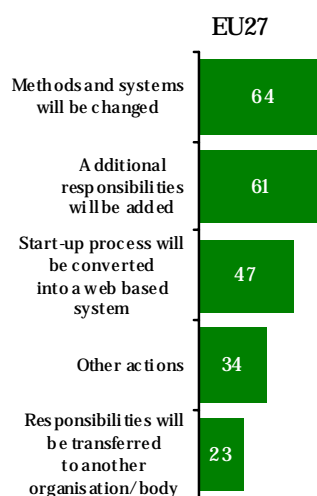 EU27
Methods and systems
will be changed
64
Additional
responsibilities
will be added
61
Start-up process will
be converted
into a web based
system
47
Other actions
34
Responsibilities will
be transferred
to another
organisation/body
23